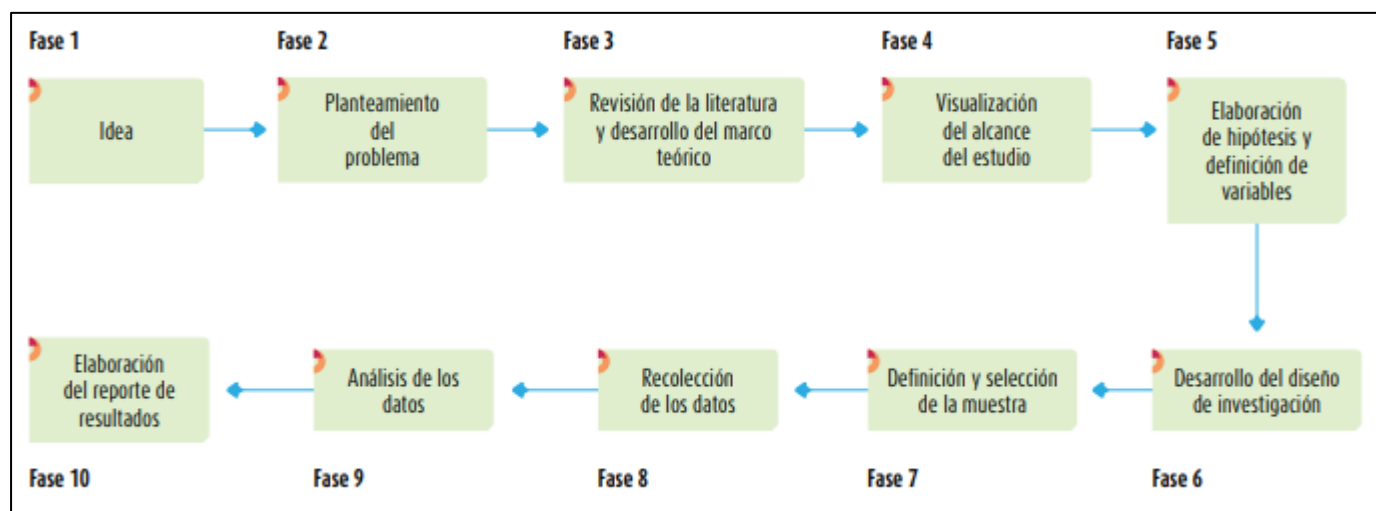 Fase 1
Fase 2
Fase 3
Fase 4
Fase 5
Idea
Planteamiento
del
problema
Revisión de la literatura
y desarrollo del marco
teórico
Visualización
del alcance
del estudio
Elaboración
de hipótesis y
definición de
variables
Elaboración
del reporte de
resultados
Análisis de los
datos
Recolección
de los datos
Definición y selección
de la muestra
Desarrollo del diseño
de investigación
Fase 10
Fase 9
Fase 8
Fase 7
Fase 6